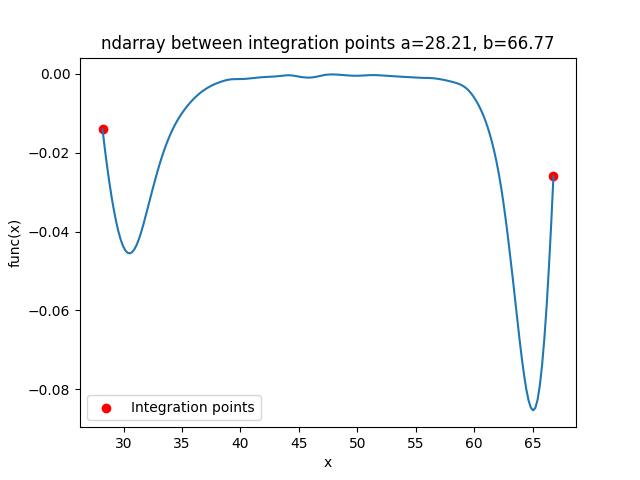 ndarray between integration points a=28.21, b=66.77
0.00
−0.02
−0.04
−0.06
−0.08
func(x)
Integration points
30 35 40 45 50 55 60 65
x